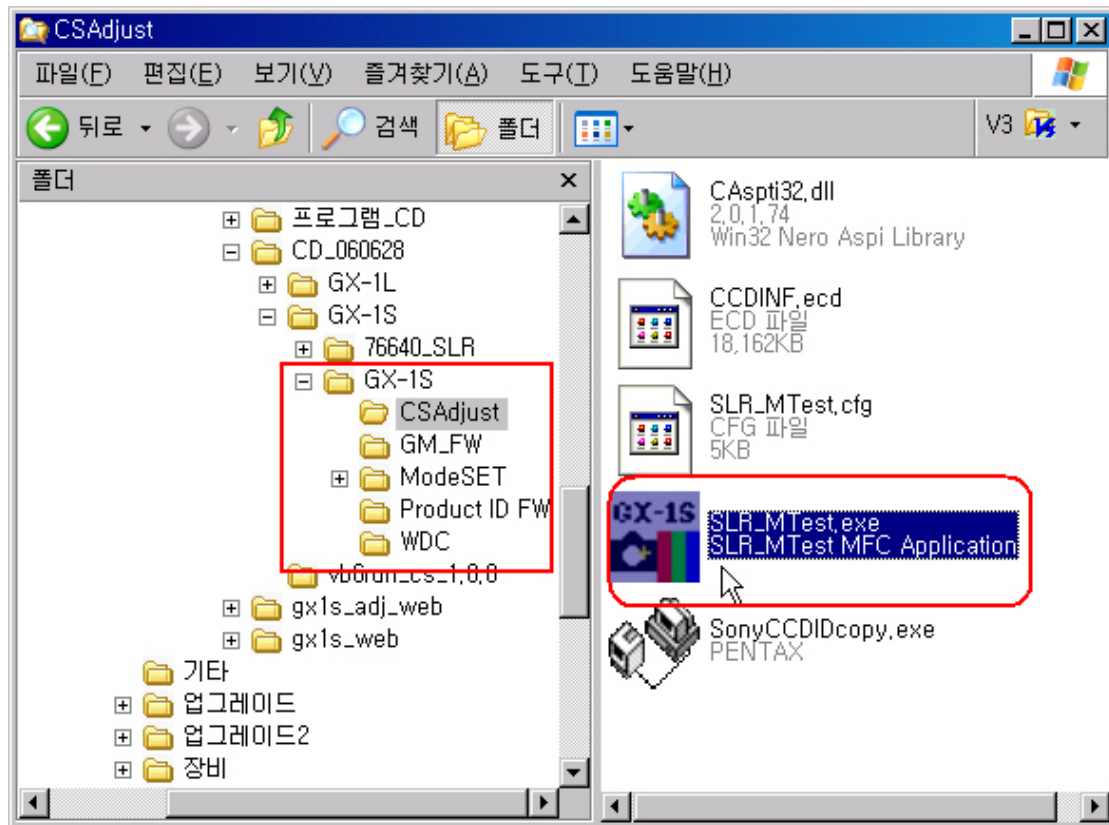 CSAdjust
파일(F) 편집(E) 보기(V) 즐겨찾기(A) 도구(T) 도움말(H)
뒤로 검색 폴더 V3
폴더
프로그램_CD
CD_060628
GX-1L
GX-1S
76640_SLR
GX-1S
CSAdjust
GM_FW
ModeSET
Product ID FW
WDC
vb6run_cs_1,0,0
gx1s_adj_web
gx1s_web
기타
업그레이드
업그레이드2
장비
CAspti32,dll
2,0,1,74
Win32 Nero Aspi Library
CCDINF,ecd
ECD 파일
18,162KB
SLR_MTest,cfg
CFG 파일
5KB
GX-1S
SLR_MTest,exe
SLR_MTest MFC Application
SonyCCDIDcopy,exe
PENTAX